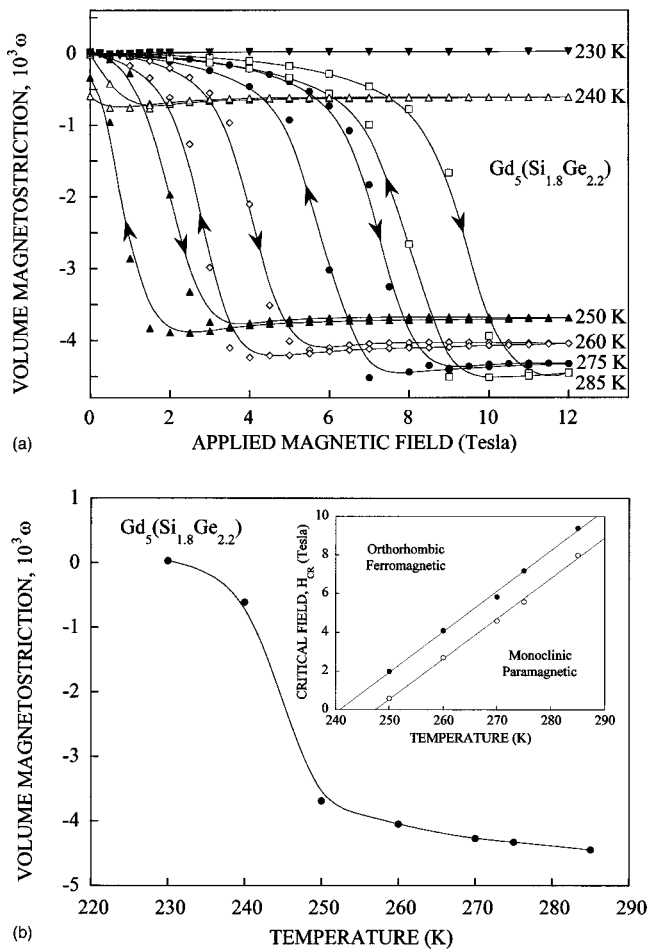 VOLUME MAGNETOSTRICTION, 10³ω
0
-1
-2
-3
-4
230 K
240 K
Gd₅(Si₁.₈Ge₂.₂)
250 K
260 K
275 K
285 K
0 2 4 6 8 10 12
(a)
APPLIED MAGNETIC FIELD (Tesla)
VOLUME MAGNETOSTRICTION, 10³ω
1
0
-1
-2
-3
-4
-5
Gd₅(Si₁.₈Ge₂.₂)
CRITICAL FIELD, H_CR (Tesla)
10
8
6
4
2
0
Orthorhombic
Ferromagnetic
Monoclinic
Paramagnetic
250 260 270 280 290
240
TEMPERATURE (K)
220 230 240 250 260 270 280 290
(b)
TEMPERATURE (K)